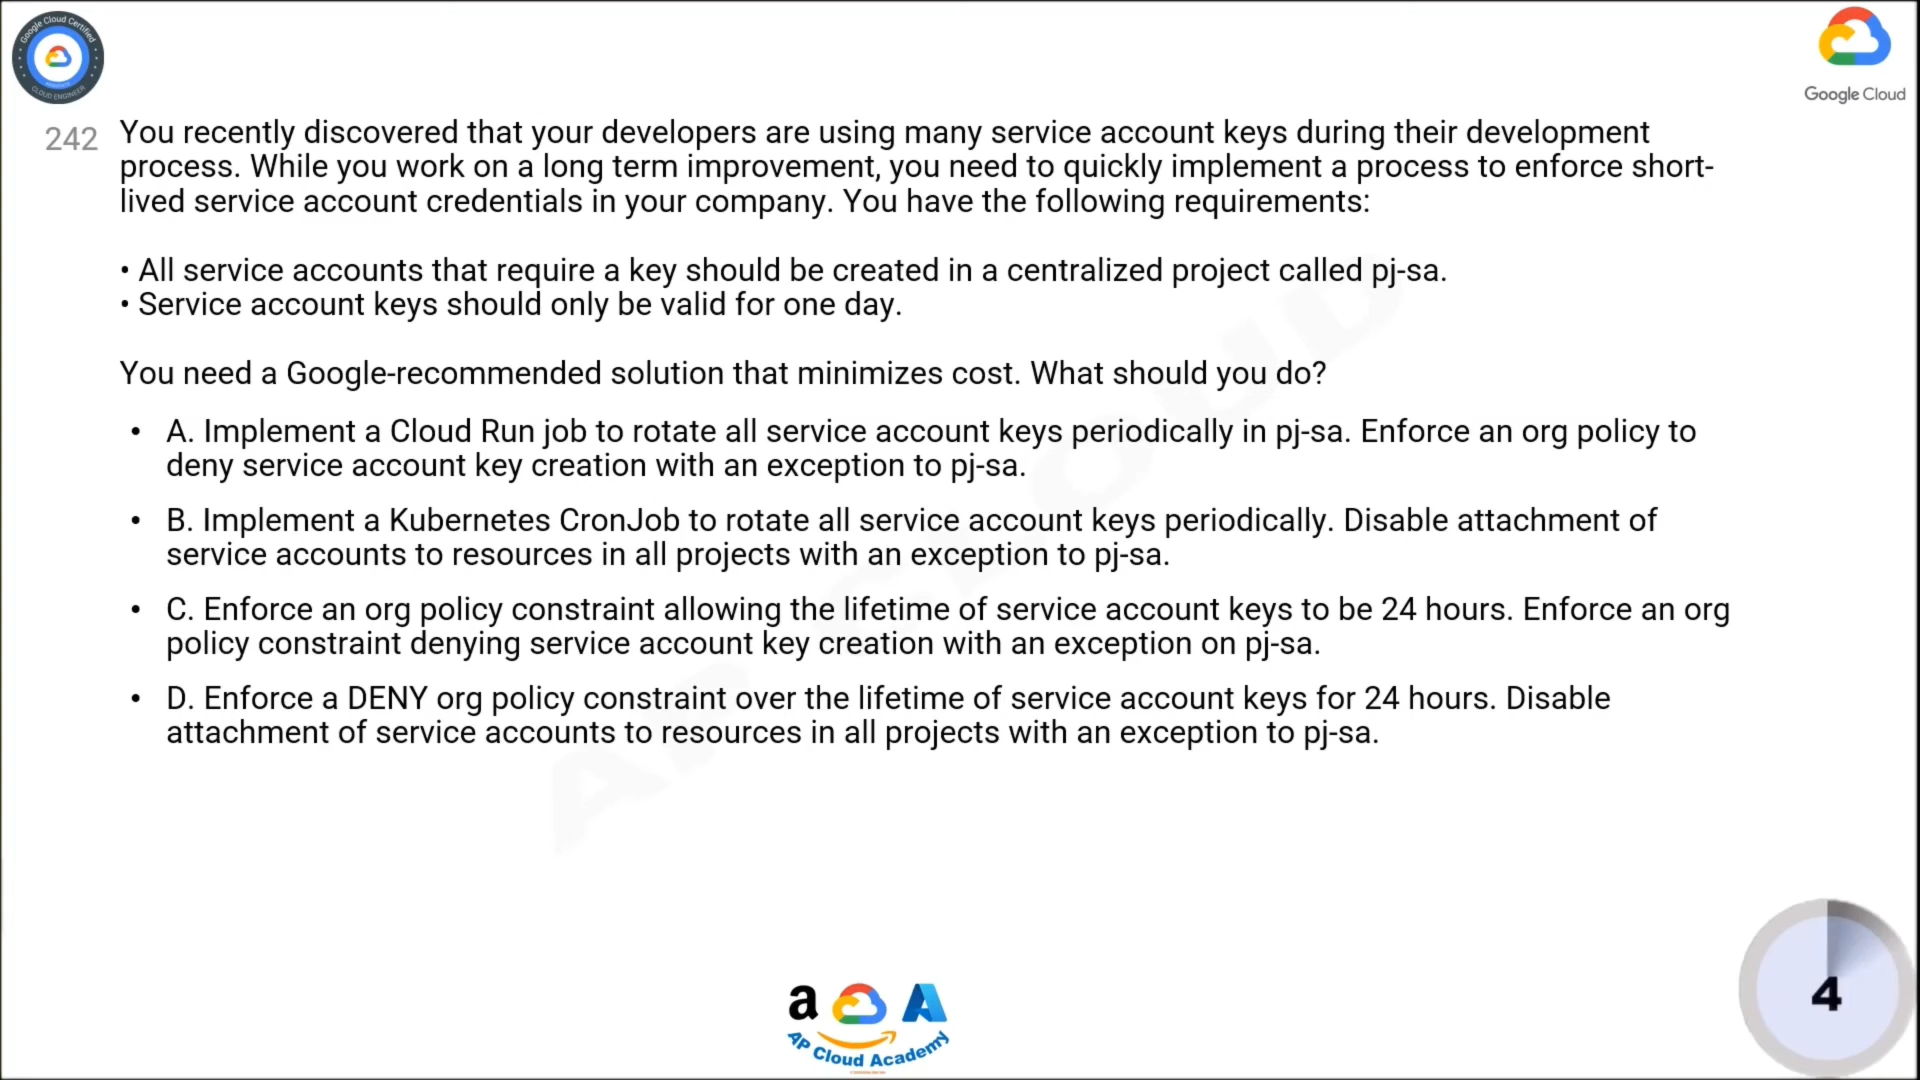 Google Cloud Certified
ASSOCIATE
CLOUD ENGINEER
Google Cloud
242
You recently discovered that your developers are using many service account keys during their development
process. While you work on a long term improvement, you need to quickly implement a process to enforce short-
lived service account credentials in your company. You have the following requirements:
• All service accounts that require a key should be created in a centralized project called pj-sa.
• Service account keys should only be valid for one day.
You need a Google-recommended solution that minimizes cost. What should you do?
• A. Implement a Cloud Run job to rotate all service account keys periodically in pj-sa. Enforce an org policy to
deny service account key creation with an exception to pj-sa.
• B. Implement a Kubernetes CronJob to rotate all service account keys periodically. Disable attachment of
service accounts to resources in all projects with an exception to pj-sa.
• C. Enforce an org policy constraint allowing the lifetime of service account keys to be 24 hours. Enforce an org
policy constraint denying service account key creation with an exception on pj-sa.
• D. Enforce a DENY org policy constraint over the lifetime of service account keys for 24 hours. Disable
attachment of service accounts to resources in all projects with an exception to pj-sa.
AP CLOUD
4
a
AP Cloud Academy